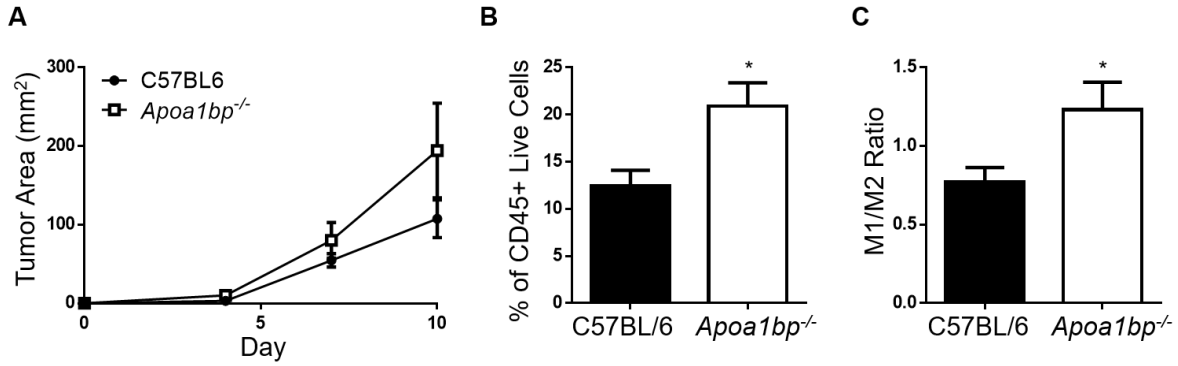 A
Tumor Area (mm²)
300
200
100
0
C57BL6
Apoa1bp-/-
0
5
10
Day
B
% of CD45+ Live Cells
25
20
15
10
5
0
*
C57BL/6
Apoa1bp-/-
C
M1/M2 Ratio
1.5
1.0
0.5
0.0
*
C57BL/6
Apoa1bp-/-